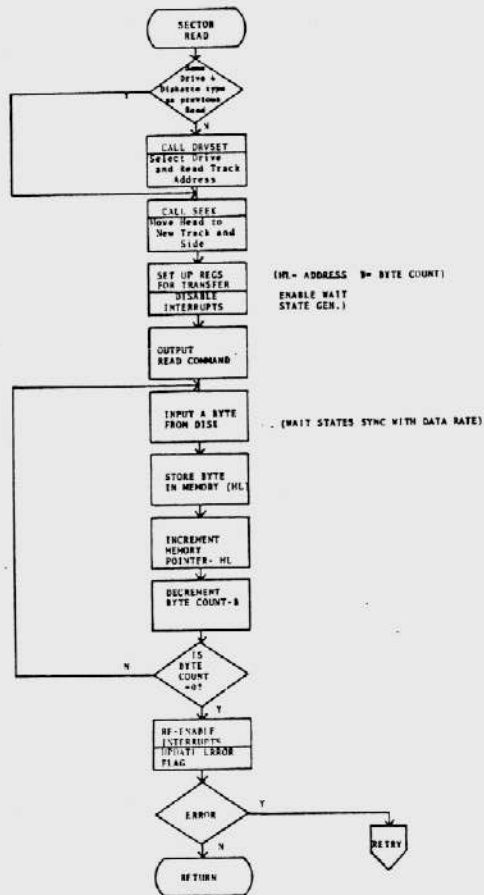 SECTOR
READ
Drive +
Diskette type
as previous
Read
Y
N
CALL DRVSET
Select Drive
and Read Track
Address
CALL SEEK
Move Head to
New Track and
Side
SET UP REGS
FOR TRANSFER
DISABLE
INTERRUPTS
(HL= ADDRESS B= BYTE COUNT)
ENABLE WAIT
STATE GEN.)
OUTPUT
READ COMMAND
INPUT A BYTE
FROM DISK
(WAIT STATES SYNC WITH DATA RATE)
STORE BYTE
IN MEMORY (HL)
INCREMENT
MEMORY
POINTER- HL
DECREMENT
BYTE COUNT-B
N
IS
BYTE
COUNT
=0?
Y
RE-ENABLE
INTERRUPTS
UPDATE ERROR
FLAG
ERROR
Y
N
RETRY
RETURN